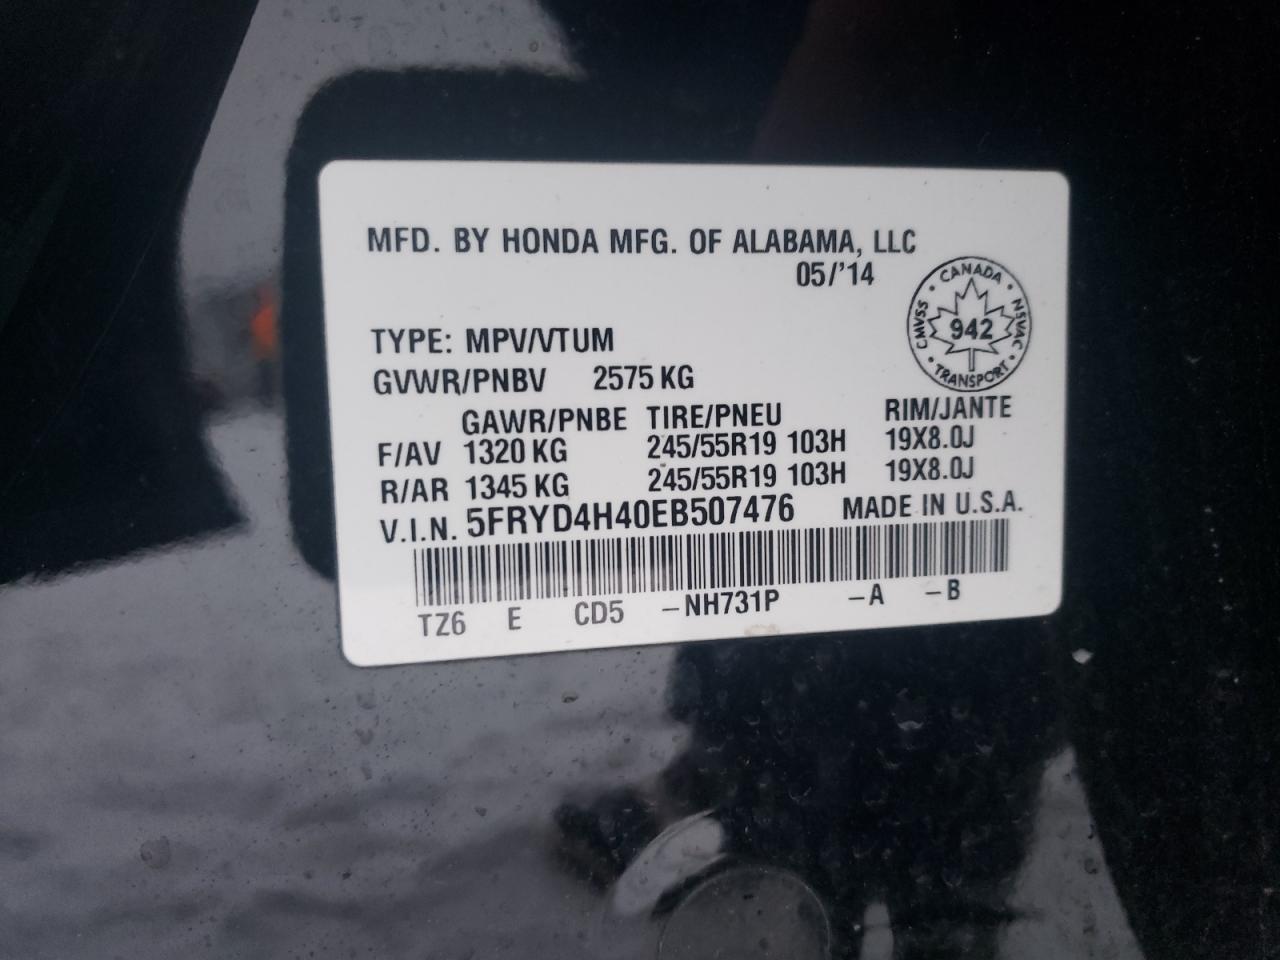 MFD. BY HONDA MFG. OF ALABAMA, LLC
05/'14
CANADA
CMVSS 942 NSVAC
TRANSPORT
TYPE: MPV/VTUM
GVWR/PNBV 2575 KG
GAWR/PNBE TIRE/PNEU RIM/JANTE
F/AV 1320 KG 245/55R19 103H 19X8.0J
R/AR 1345 KG 245/55R19 103H 19X8.0J
V.I.N. 5FRYD4H40EB507476 MADE IN U.S.A.
TZ6 E CD5 -NH731P -A -B